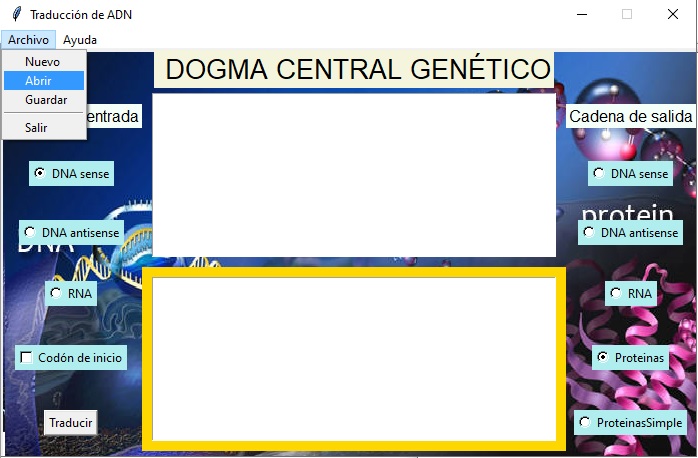 Traducción de ADN
Archivo Ayuda
Nuevo
Abrir
Guardar
Salir
DOGMA CENTRAL GENÉTICO
entrada
Cadena de salida
DNA sense
DNA sense
protein
DNA antisense
DNA antisense
DNA
RNA
RNA
Codón de inicio
Proteinas
Traducir
ProteinasSimple